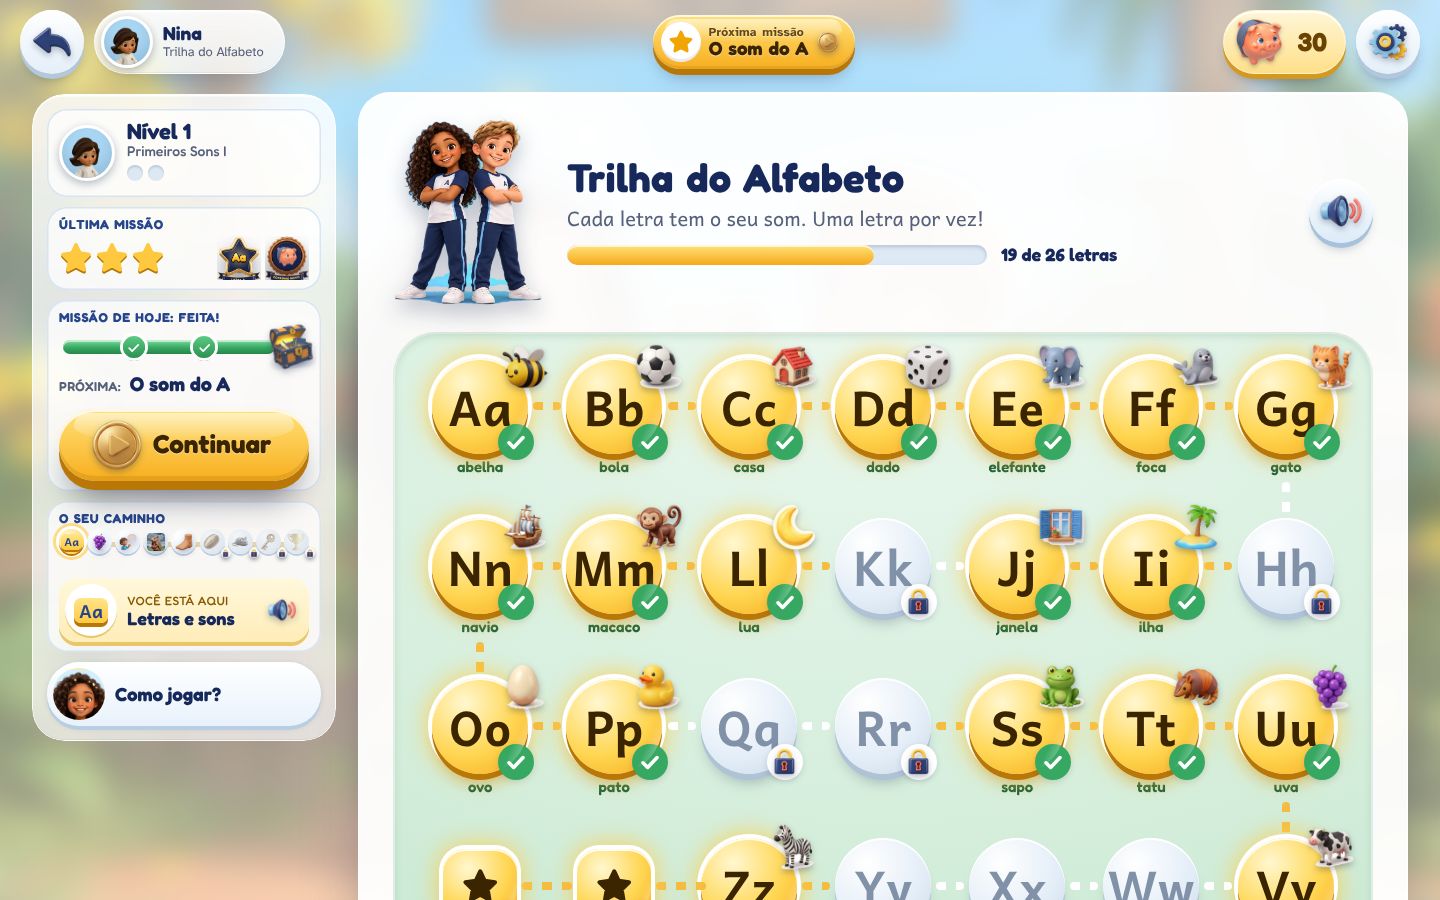 Nina
Trilha do Alfabeto
Próxima missão
O som do A
30
Nível 1
Primeiros Sons I
ÚLTIMA MISSÃO
Aa
MISSÃO DE HOJE: FEITA!
PRÓXIMA: O som do A
Continuar
O SEU CAMINHO
Aa
Aa
VOCÊ ESTÁ AQUI
Letras e sons
Como jogar?
Trilha do Alfabeto
Cada letra tem o seu som. Uma letra por vez!
19 de 26 letras
Aa Bb Cc Dd Ee Ff Gg
abelha bola casa dado elefante foca gato
Nn Mm Ll Kk Jj Ii Hh
navio macaco lua janela ilha
Oo Pp Qq Rr Ss Tt Uu
ovo pato sapo tatu uva
Zz Yy Xx Ww Vv